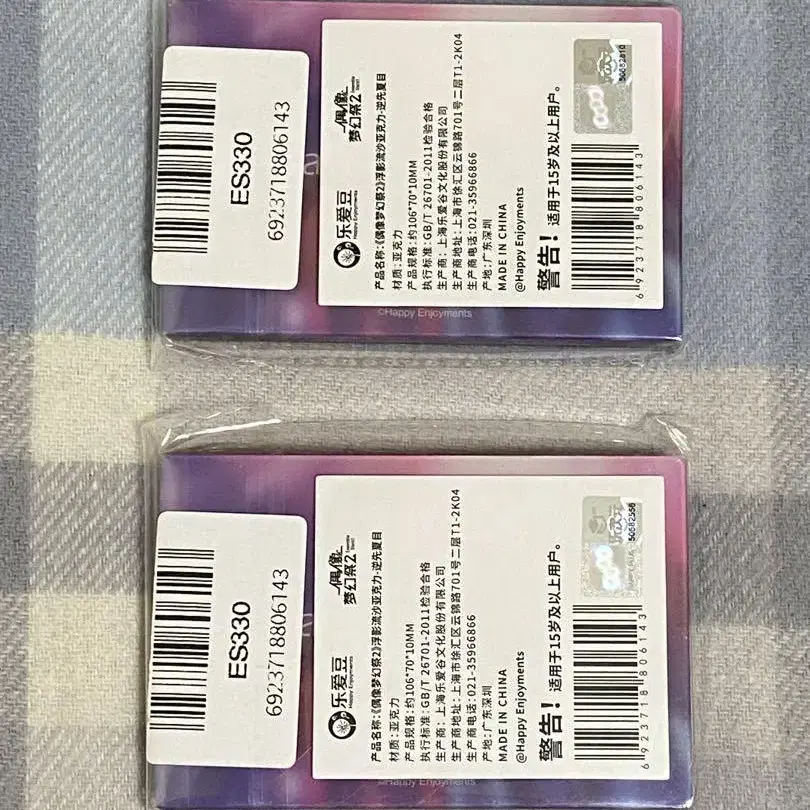 ES330
6923718806143
乐爱豆
Happy Enjoyments
偶像
梦幻祭2
产品名称:《偶像梦幻祭2》浮影流沙亚克力-逆先夏目
材质:亚克力
产品规格:约106*70*10MM
执行标准:GB/T 26701-2011检验合格
生产商:上海乐爱谷文化股份有限公司
生产商地址:上海市徐汇区云锦路701号二层T1-2K04
生产商电话:021-35966866
产地:广东深圳
MADE IN CHINA
@Happy Enjoyments
警告!适用于15岁及以上用户。
6 923718 806143
©Happy Enjoyments
ES330
6923718806143
乐爱豆
Happy Enjoyments
偶像
梦幻祭2
产品名称:《偶像梦幻祭2》浮影流沙亚克力-逆先夏目
材质:亚克力
产品规格:约106*70*10MM
执行标准:GB/T 26701-2011检验合格
生产商:上海乐爱谷文化股份有限公司
生产商地址:上海市徐汇区云锦路701号二层T1-2K04
生产商电话:021-35966866
产地:广东深圳
MADE IN CHINA
@Happy Enjoyments
警告!适用于15岁及以上用户。
50682556
6 923718 806143
Happy Enjoyments